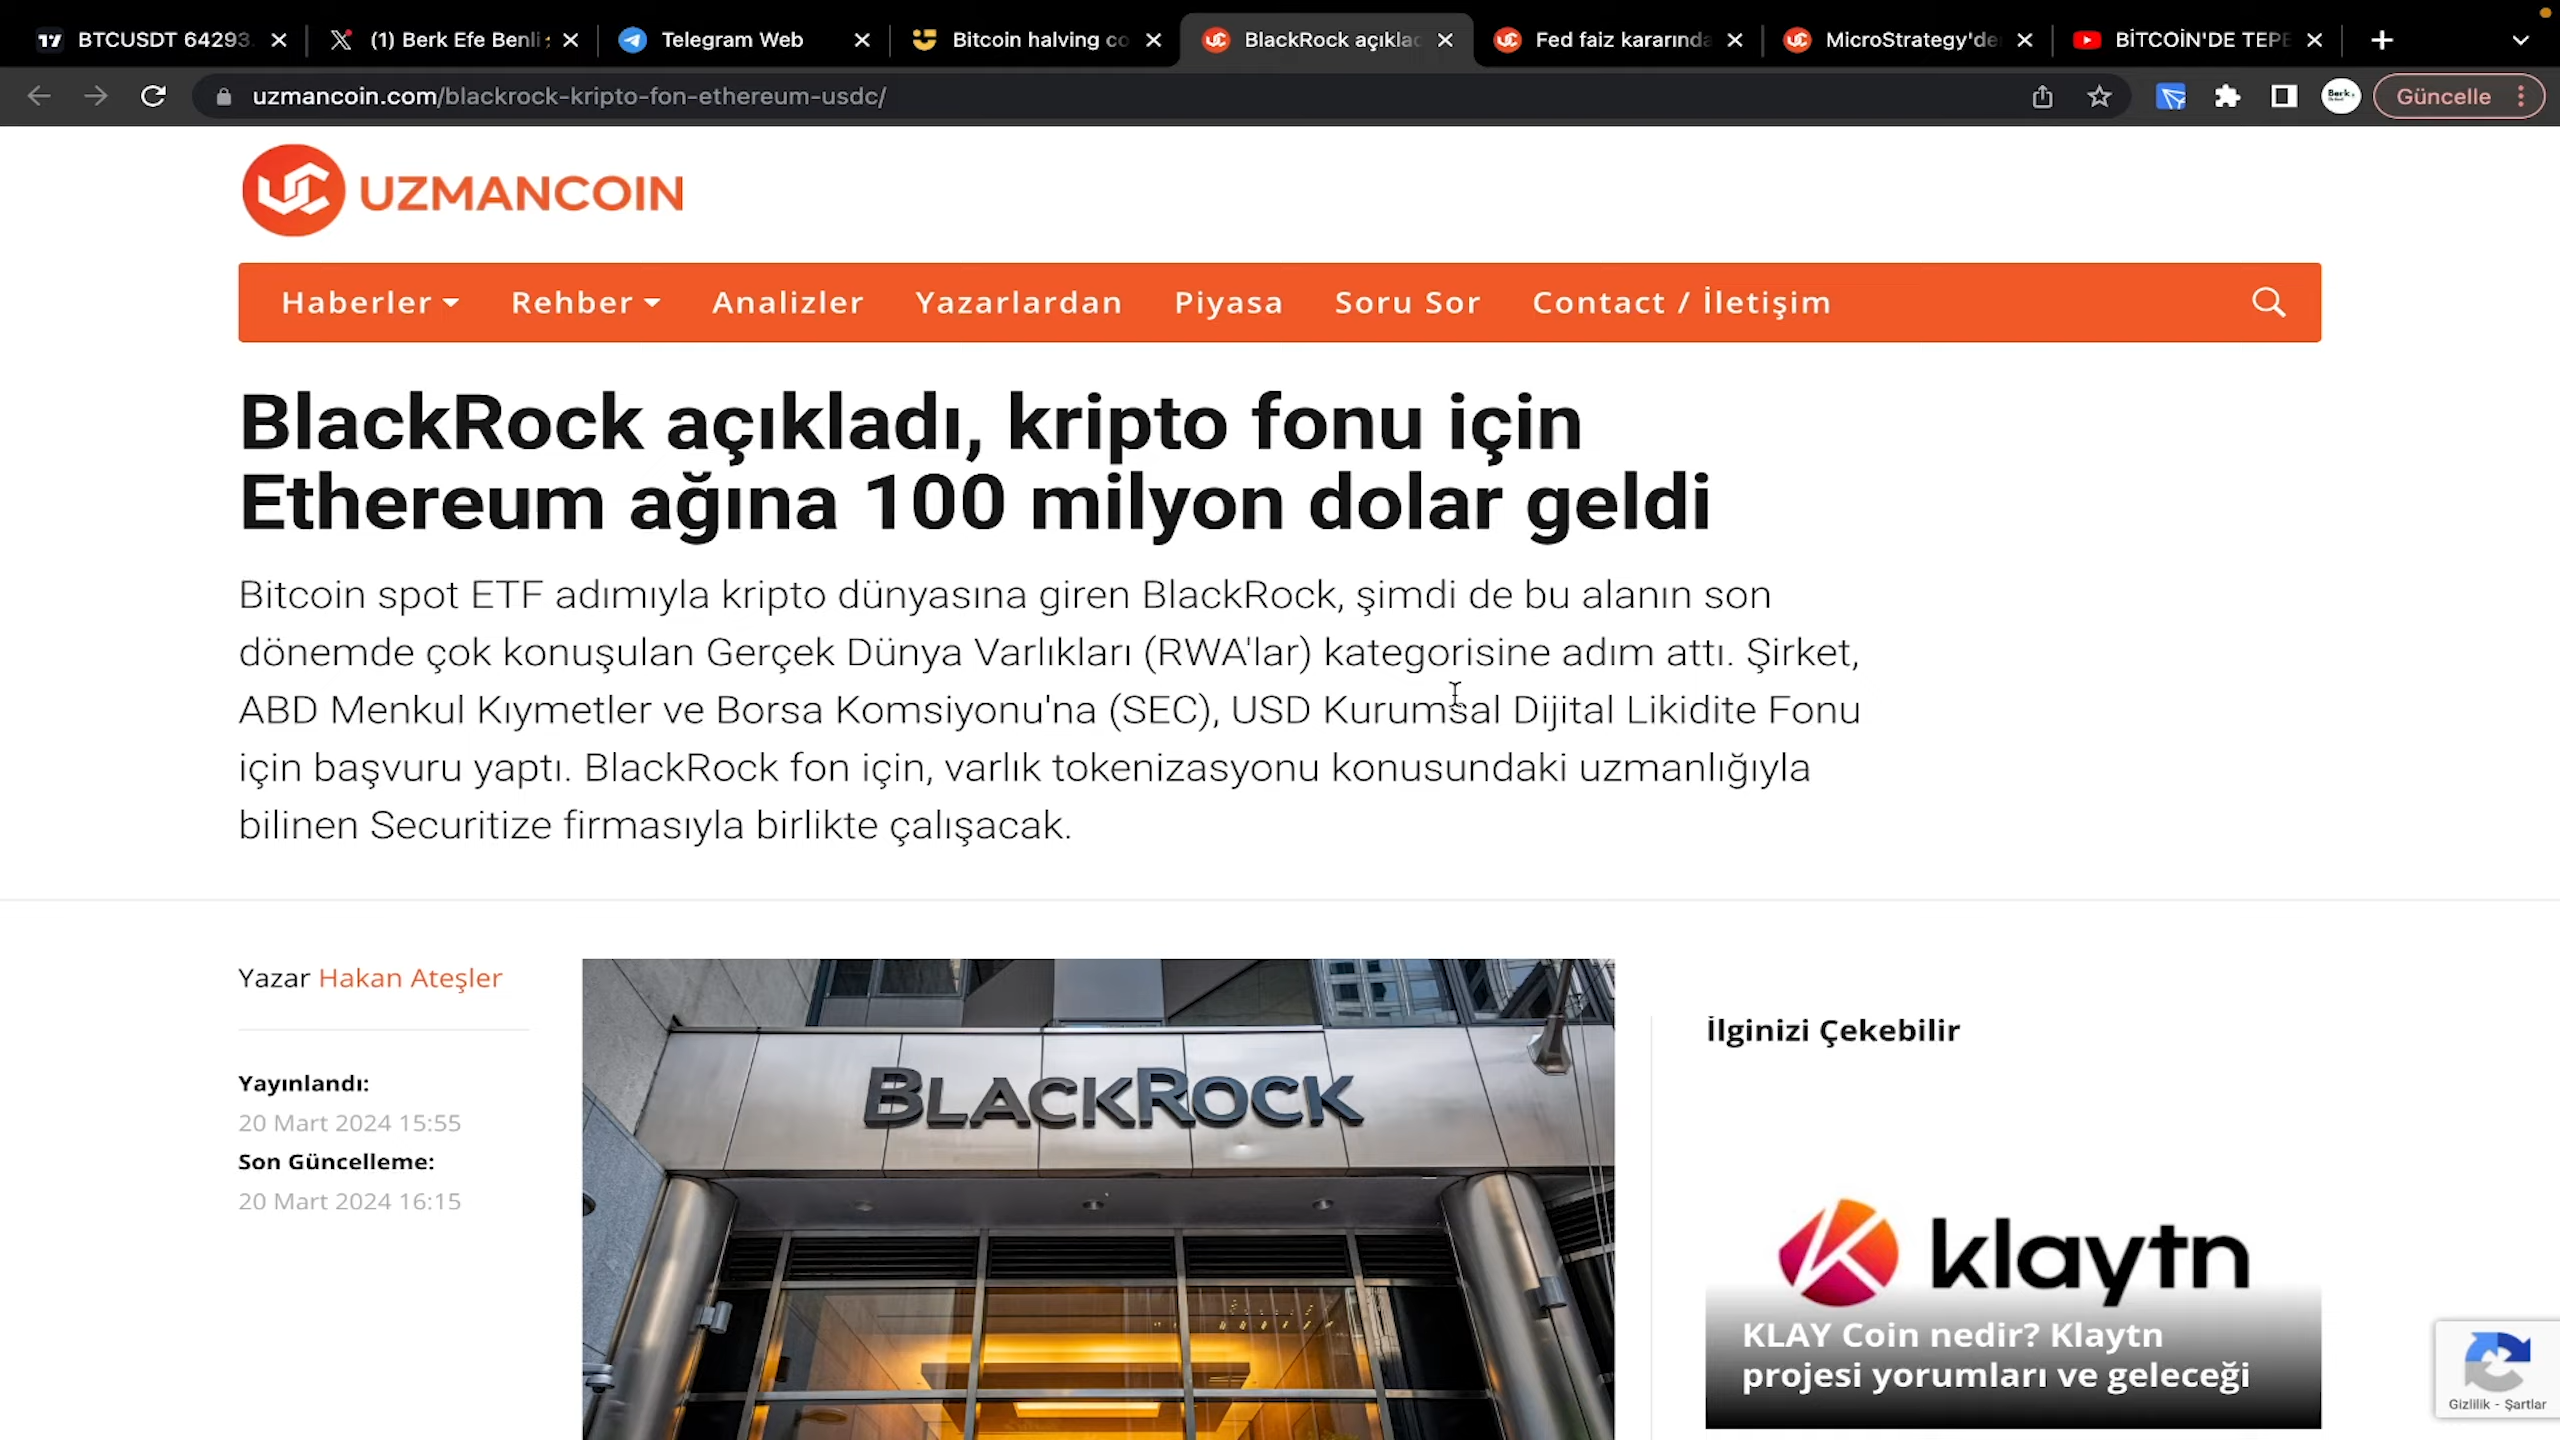 BTCUSDT 64293
(1) Berk Efe Benli
Telegram Web
Bitcoin halving co
BlackRock açıklad
Fed faiz kararında
MicroStrategy'de
BİTCOİN'DE TEPE
uzmancoin.com/blackrock-kripto-fon-ethereum-usdc/
Güncelle
UZMANCOIN
Haberler
Rehber
Analizler
Yazarlardan
Piyasa
Soru Sor
Contact / İletişim
BlackRock açıkladı, kripto fonu için
Ethereum ağına 100 milyon dolar geldi
Bitcoin spot ETF adımıyla kripto dünyasına giren BlackRock, şimdi de bu alanın son
dönemde çok konuşulan Gerçek Dünya Varlıkları (RWA'lar) kategorisine adım attı. Şirket,
ABD Menkul Kıymetler ve Borsa Komsiyonu'na (SEC), USD Kurumsal Dijital Likidite Fonu
için başvuru yaptı. BlackRock fon için, varlık tokenizasyonu konusundaki uzmanlığıyla
bilinen Securitize firmasıyla birlikte çalışacak.
Yazar Hakan Ateşler
Yayınlandı:
20 Mart 2024 15:55
Son Güncelleme:
20 Mart 2024 16:15
BLACKROCK
İlginizi Çekebilir
klaytn
KLAY Coin nedir? Klaytn
projesi yorumları ve geleceği
Gizlilik - Şartlar